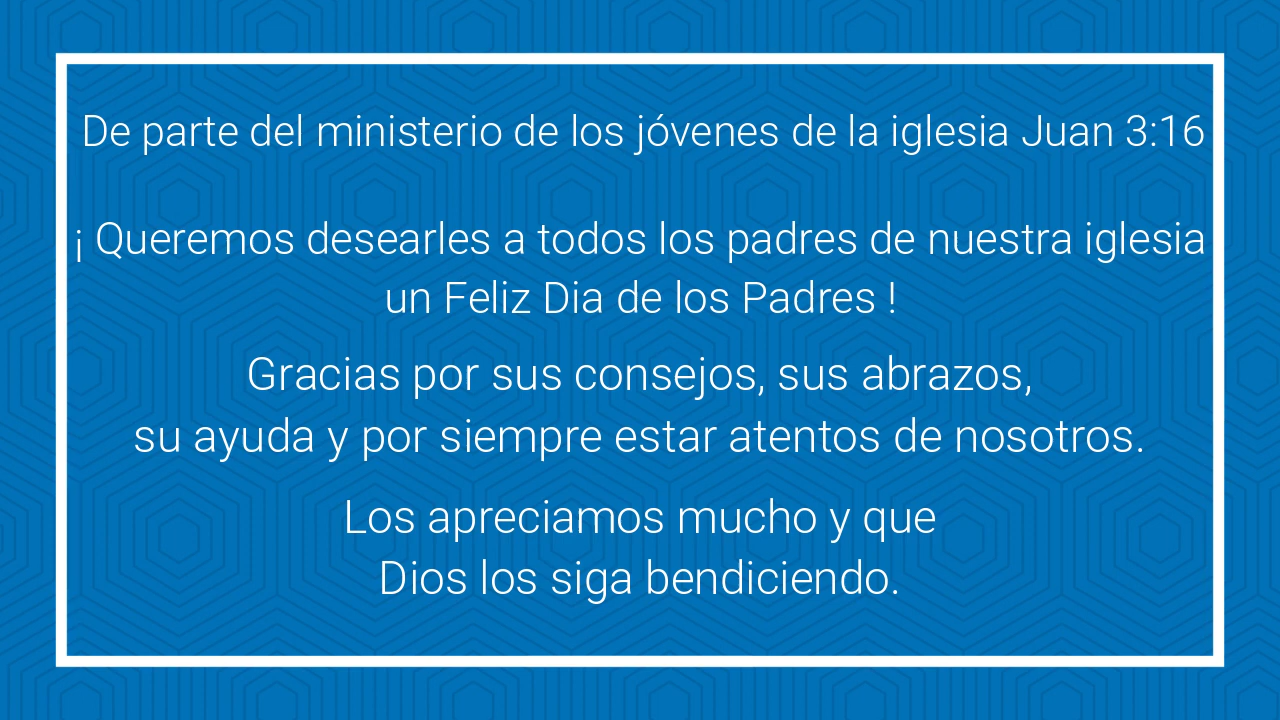 De parte del ministerio de los jóvenes de la iglesia Juan 3:16
¡ Queremos desearles a todos los padres de nuestra iglesia
un Feliz Dia de los Padres !
Gracias por sus consejos, sus abrazos,
su ayuda y por siempre estar atentos de nosotros.
Los apreciamos mucho y que
Dios los siga bendiciendo.